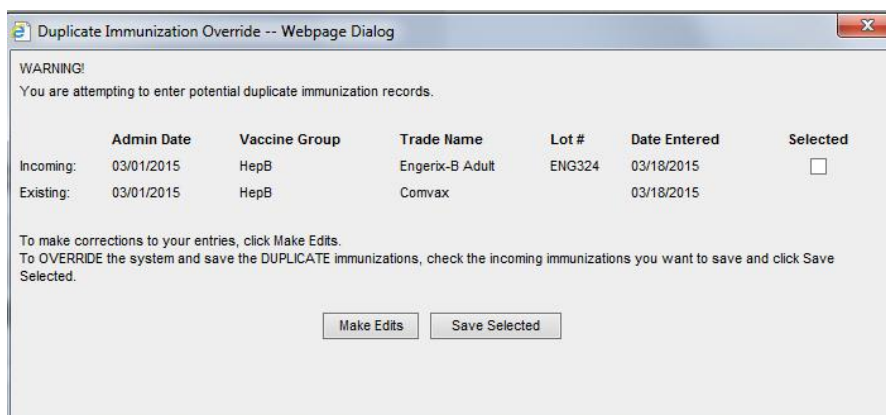 Duplicate Immunization Override -- Webpage Dialog
WARNING!
You are attempting to enter potential duplicate immunization records.
Admin Date Vaccine Group Trade Name Lot # Date Entered Selected
Incoming: 03/01/2015 HepB Engerix-B Adult ENG324 03/18/2015
Existing: 03/01/2015 HepB Comvax 03/18/2015
To make corrections to your entries, click Make Edits.
To OVERRIDE the system and save the DUPLICATE immunizations, check the incoming immunizations you want to save and click Save
Selected.
Make Edits Save Selected